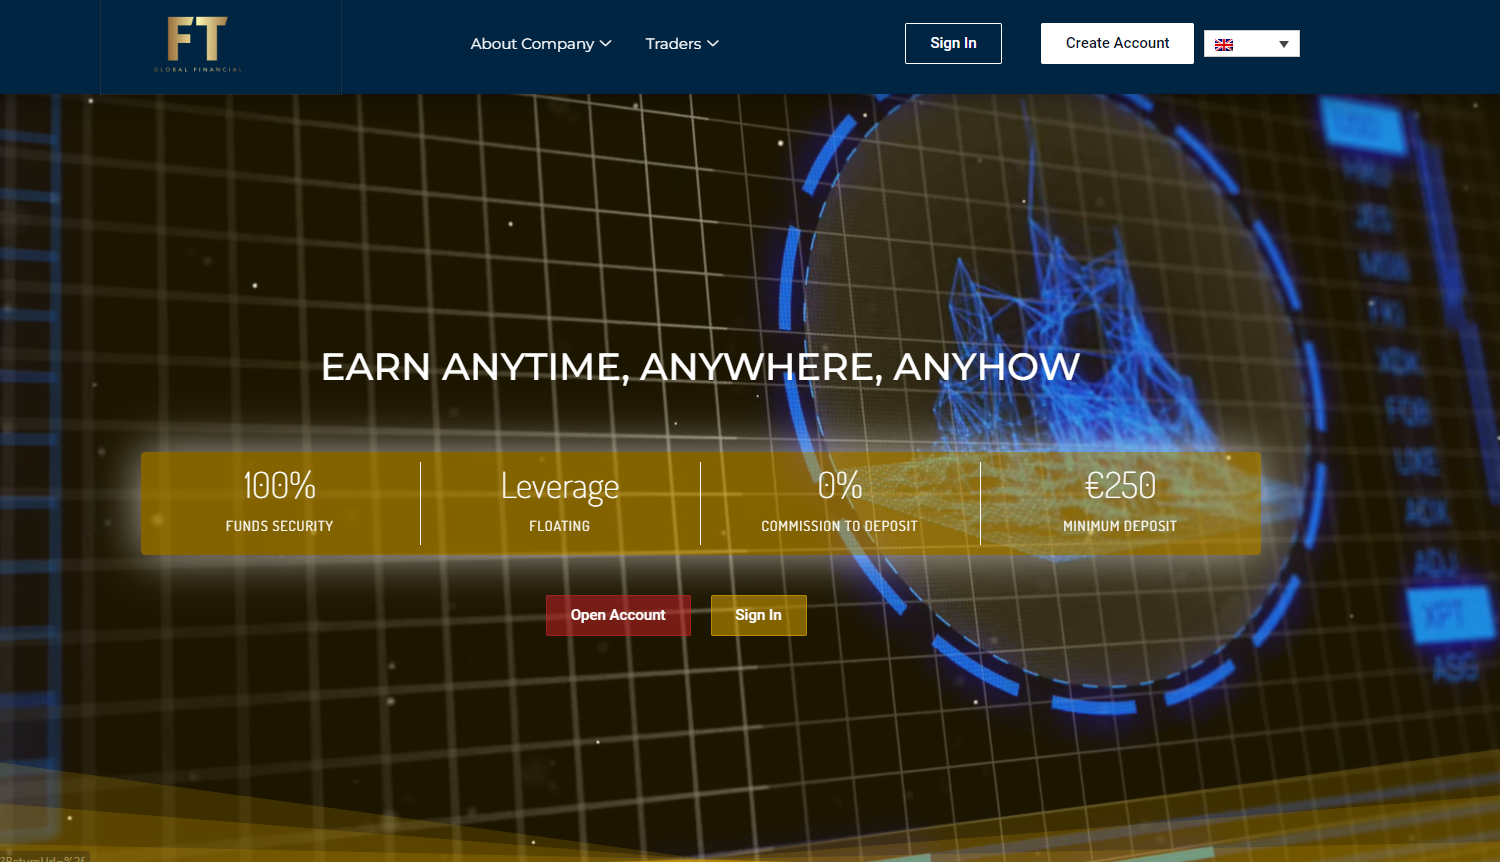 FT
GLOBAL FINANCIAL
About Company
Traders
Sign In
Create Account
EARN ANYTIME, ANYWHERE, ANYHOW
100%
FUNDS SECURITY
Leverage
FLOATING
0%
COMMISSION TO DEPOSIT
€250
MINIMUM DEPOSIT
Open Account
Sign In
XPT